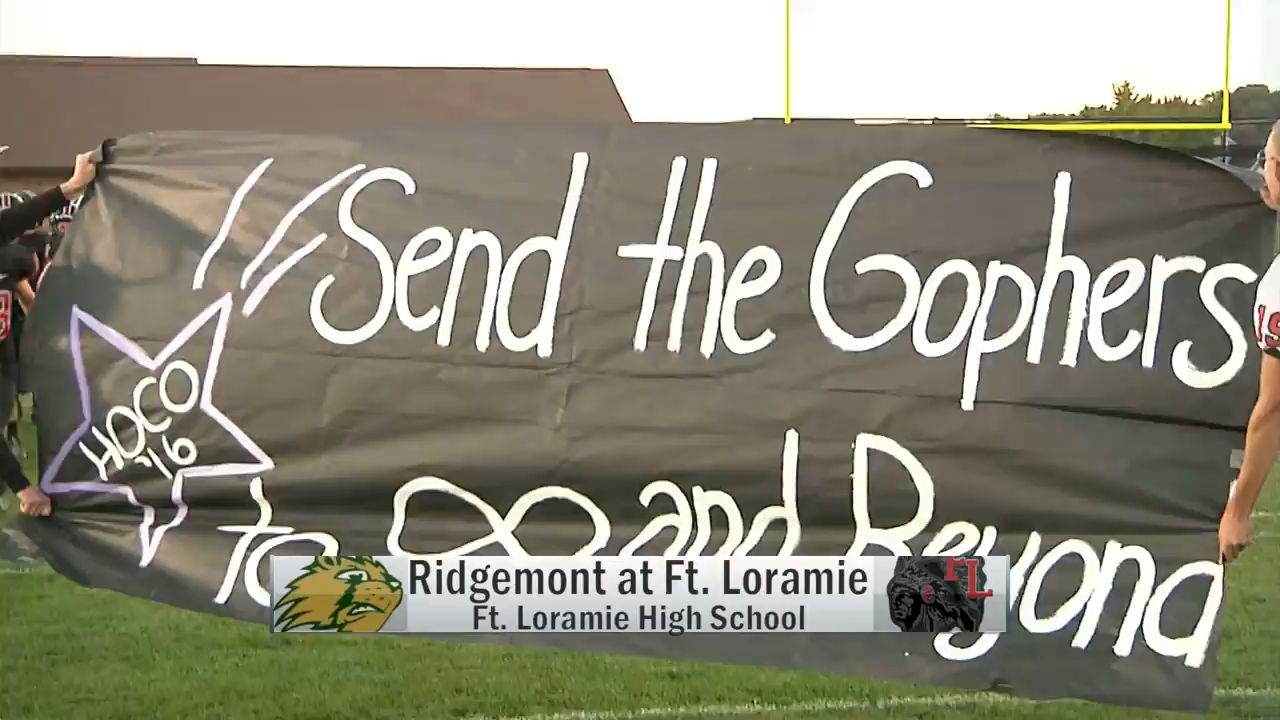 Send the Gophers
HOCO
'16
to ∞ and Beyond
Ridgemont at Ft. Loramie
Ft. Loramie High School
FL